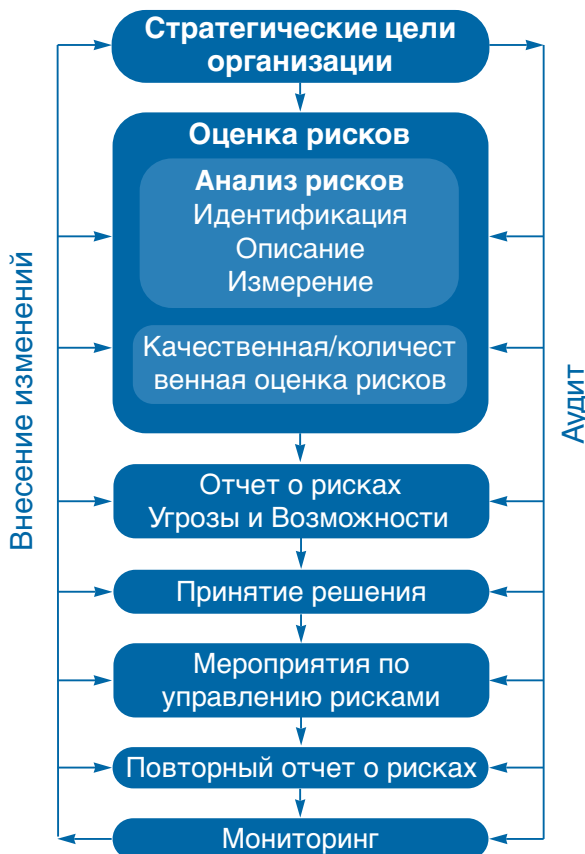 Стратегические цели
организации
Оценка рисков
Анализ рисков
Идентификация
Описание
Измерение
Качественная/количест
венная оценка рисков
Отчет о рисках
Угрозы и Возможности
Принятие решения
Мероприятия по
управлению рисками
Повторный отчет о рисках
Мониторинг
Внесение изменений
Аудит